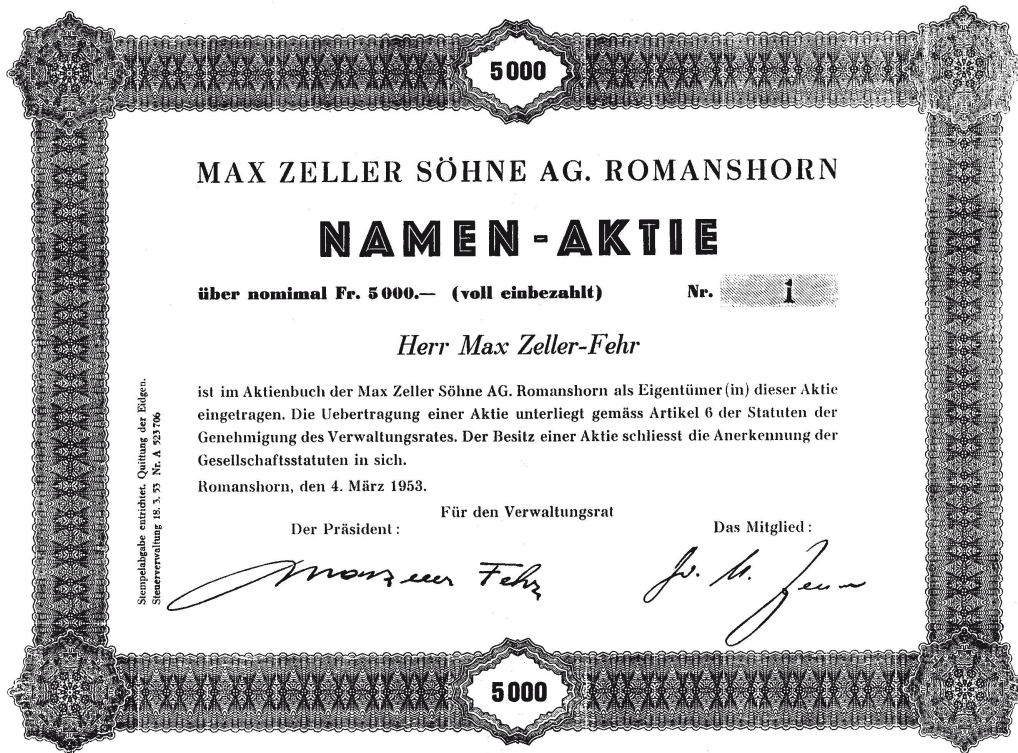 5000
MAX ZELLER SÖHNE AG. ROMANSHORN
NAMEN-AKTIE
über nomimal Fr. 5000.— (voll einbezahlt) Nr. 1
Herr Max Zeller-Fehr
ist im Aktienbuch der Max Zeller Söhne AG. Romanshorn als Eigentümer(in) dieser Aktie
eingetragen. Die Uebertragung einer Aktie unterliegt gemäss Artikel 6 der Statuten der
Genehmigung des Verwaltungsrates. Der Besitz einer Aktie schliesst die Anerkennung der
Gesellschaftsstatuten in sich.
Romanshorn, den 4. März 1953.
Für den Verwaltungsrat
Der Präsident: Das Mitglied:
Fehr
Stempelabgabe entrichtet. Quittung der Eidgen.
Steuerverwaltung 18. 3. 53 Nr. A 523 706
5000